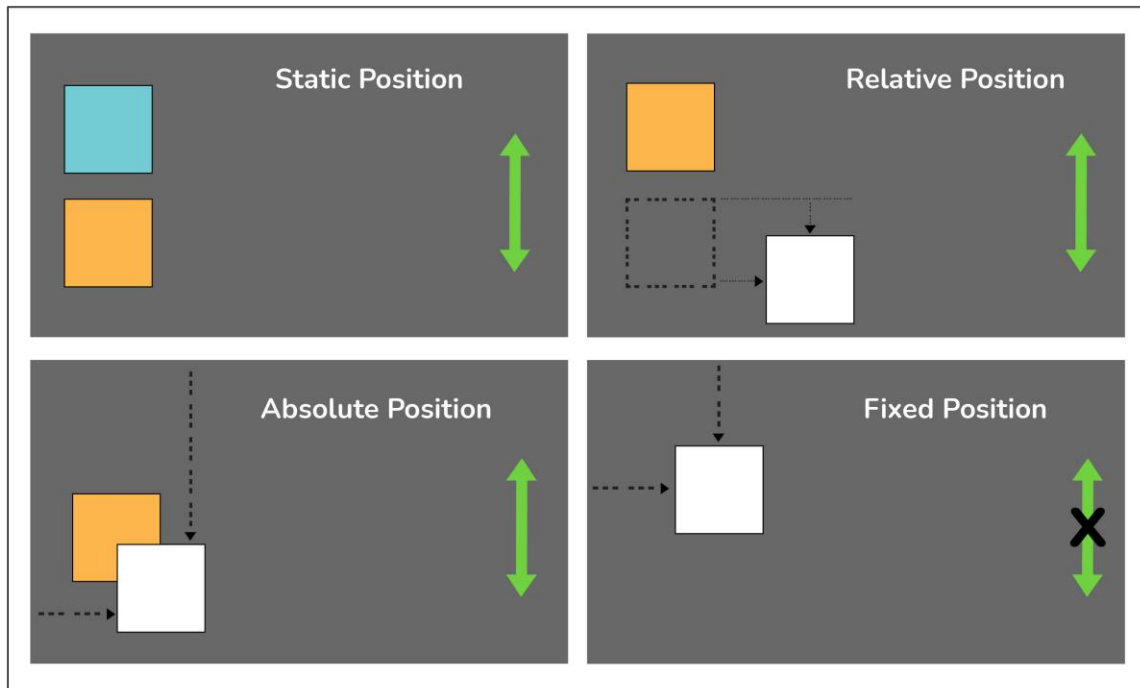 Static Position
Relative Position
Absolute Position
Fixed Position